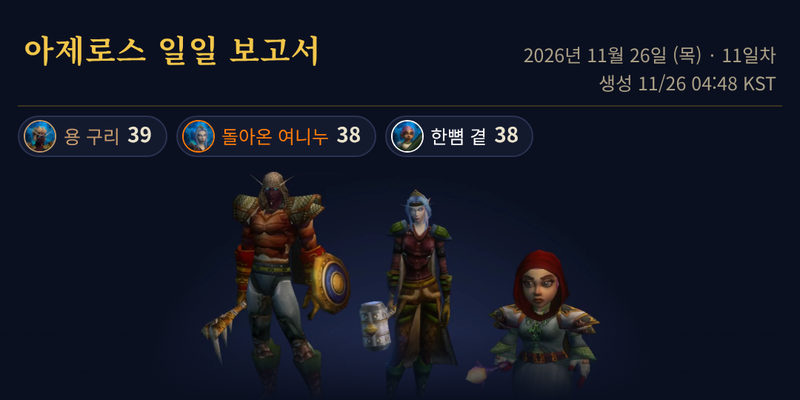 아제로스 일일 보고서
2026년 11월 26일 (목) · 11일차
생성 11/26 04:48 KST
용 구리 39
돌아온 여니누 38
한뼘 곁 38